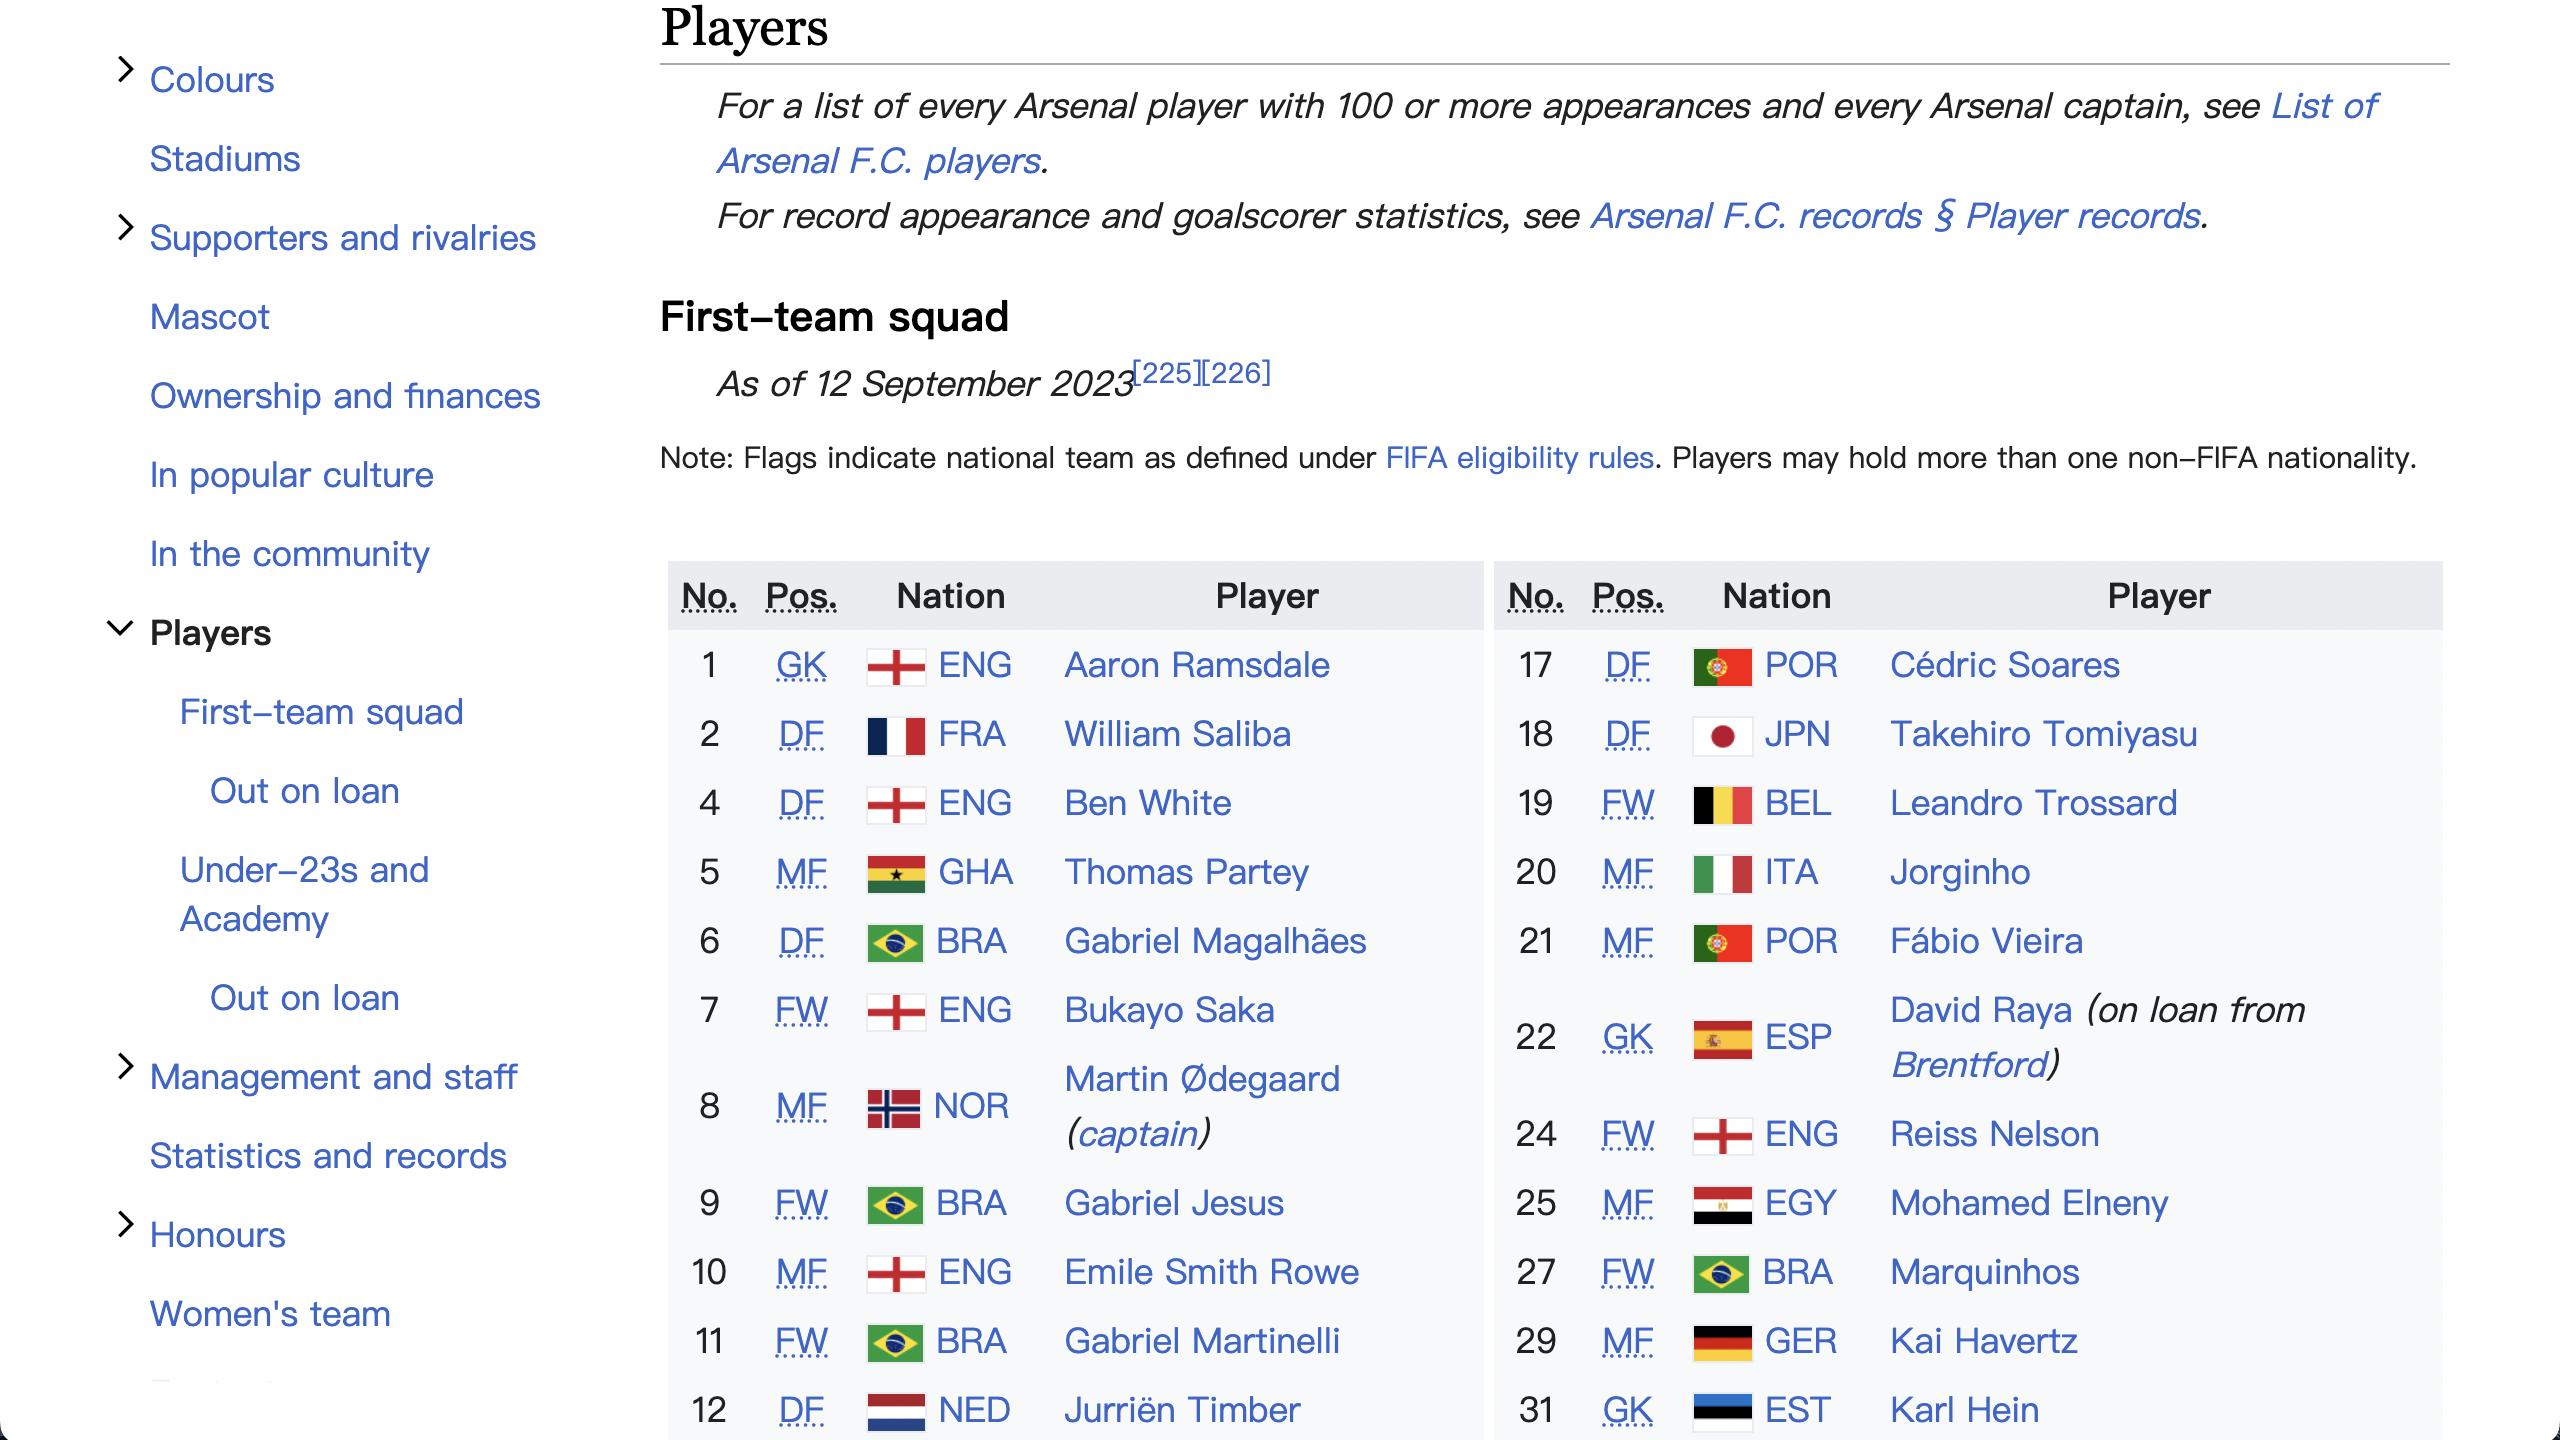 Colours
Stadiums
Supporters and rivalries
Mascot
Ownership and finances
In popular culture
In the community
Players
First–team squad
Out on loan
Under–23s and
Academy
Out on loan
Management and staff
Statistics and records
Honours
Women's team
Players
For a list of every Arsenal player with 100 or more appearances and every Arsenal captain, see List of
Arsenal F.C. players.
For record appearance and goalscorer statistics, see Arsenal F.C. records § Player records.
First–team squad
As of 12 September 2023[225][226]
Note: Flags indicate national team as defined under FIFA eligibility rules. Players may hold more than one non–FIFA nationality.
No. Pos. Nation Player
1 GK ENG Aaron Ramsdale
2 DF FRA William Saliba
4 DF ENG Ben White
5 MF GHA Thomas Partey
6 DF BRA Gabriel Magalhães
7 FW ENG Bukayo Saka
8 MF NOR Martin Ødegaard
(captain)
9 FW BRA Gabriel Jesus
10 MF ENG Emile Smith Rowe
11 FW BRA Gabriel Martinelli
12 DF NED Jurriën Timber
No. Pos. Nation Player
17 DF POR Cédric Soares
18 DF JPN Takehiro Tomiyasu
19 FW BEL Leandro Trossard
20 MF ITA Jorginho
21 MF POR Fábio Vieira
22 GK ESP David Raya (on loan from
Brentford)
24 FW ENG Reiss Nelson
25 MF EGY Mohamed Elneny
27 FW BRA Marquinhos
29 MF GER Kai Havertz
31 GK EST Karl Hein